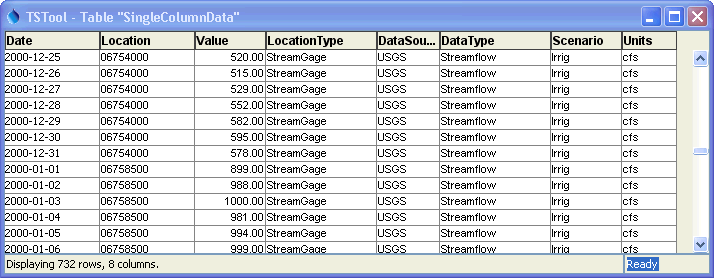 TSTool - Table "SingleColumnData"
Date Location Value LocationType DataSou... DataType Scenario Units
2000-12-25 06754000 520.00 StreamGage USGS Streamflow Irrig cfs
2000-12-26 06754000 515.00 StreamGage USGS Streamflow Irrig cfs
2000-12-27 06754000 529.00 StreamGage USGS Streamflow Irrig cfs
2000-12-28 06754000 552.00 StreamGage USGS Streamflow Irrig cfs
2000-12-29 06754000 582.00 StreamGage USGS Streamflow Irrig cfs
2000-12-30 06754000 595.00 StreamGage USGS Streamflow Irrig cfs
2000-12-31 06754000 578.00 StreamGage USGS Streamflow Irrig cfs
2000-01-01 06758500 899.00 StreamGage USGS Streamflow Irrig cfs
2000-01-02 06758500 988.00 StreamGage USGS Streamflow Irrig cfs
2000-01-03 06758500 1000.00 StreamGage USGS Streamflow Irrig cfs
2000-01-04 06758500 981.00 StreamGage USGS Streamflow Irrig cfs
2000-01-05 06758500 994.00 StreamGage USGS Streamflow Irrig cfs
2000-01-06 06758500 999.00 StreamGage USGS Streamflow Irrig cfs
Displaying 732 rows, 8 columns. Ready